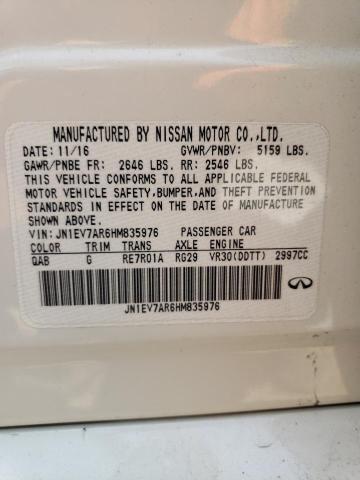 MANUFACTURED BY NISSAN MOTOR CO.,LTD.
DATE: 11/16 GVWR/PNBV: 5159 LBS.
GAWR/PNBE FR: 2646 LBS. RR: 2546 LBS.
THIS VEHICLE CONFORMS TO ALL APPLICABLE FEDERAL
MOTOR VEHICLE SAFETY, BUMPER, AND THEFT PREVENTION
STANDARDS IN EFFECT ON THE DATE OF MANUFACTURE
SHOWN ABOVE.
VIN: JN1EV7AR6HM835976 PASSENGER CAR
COLOR TRIM TRANS AXLE ENGINE
QAB G RE7R01A RG29 VR30(DDTT) 2997CC
JN1EV7AR6HM835976